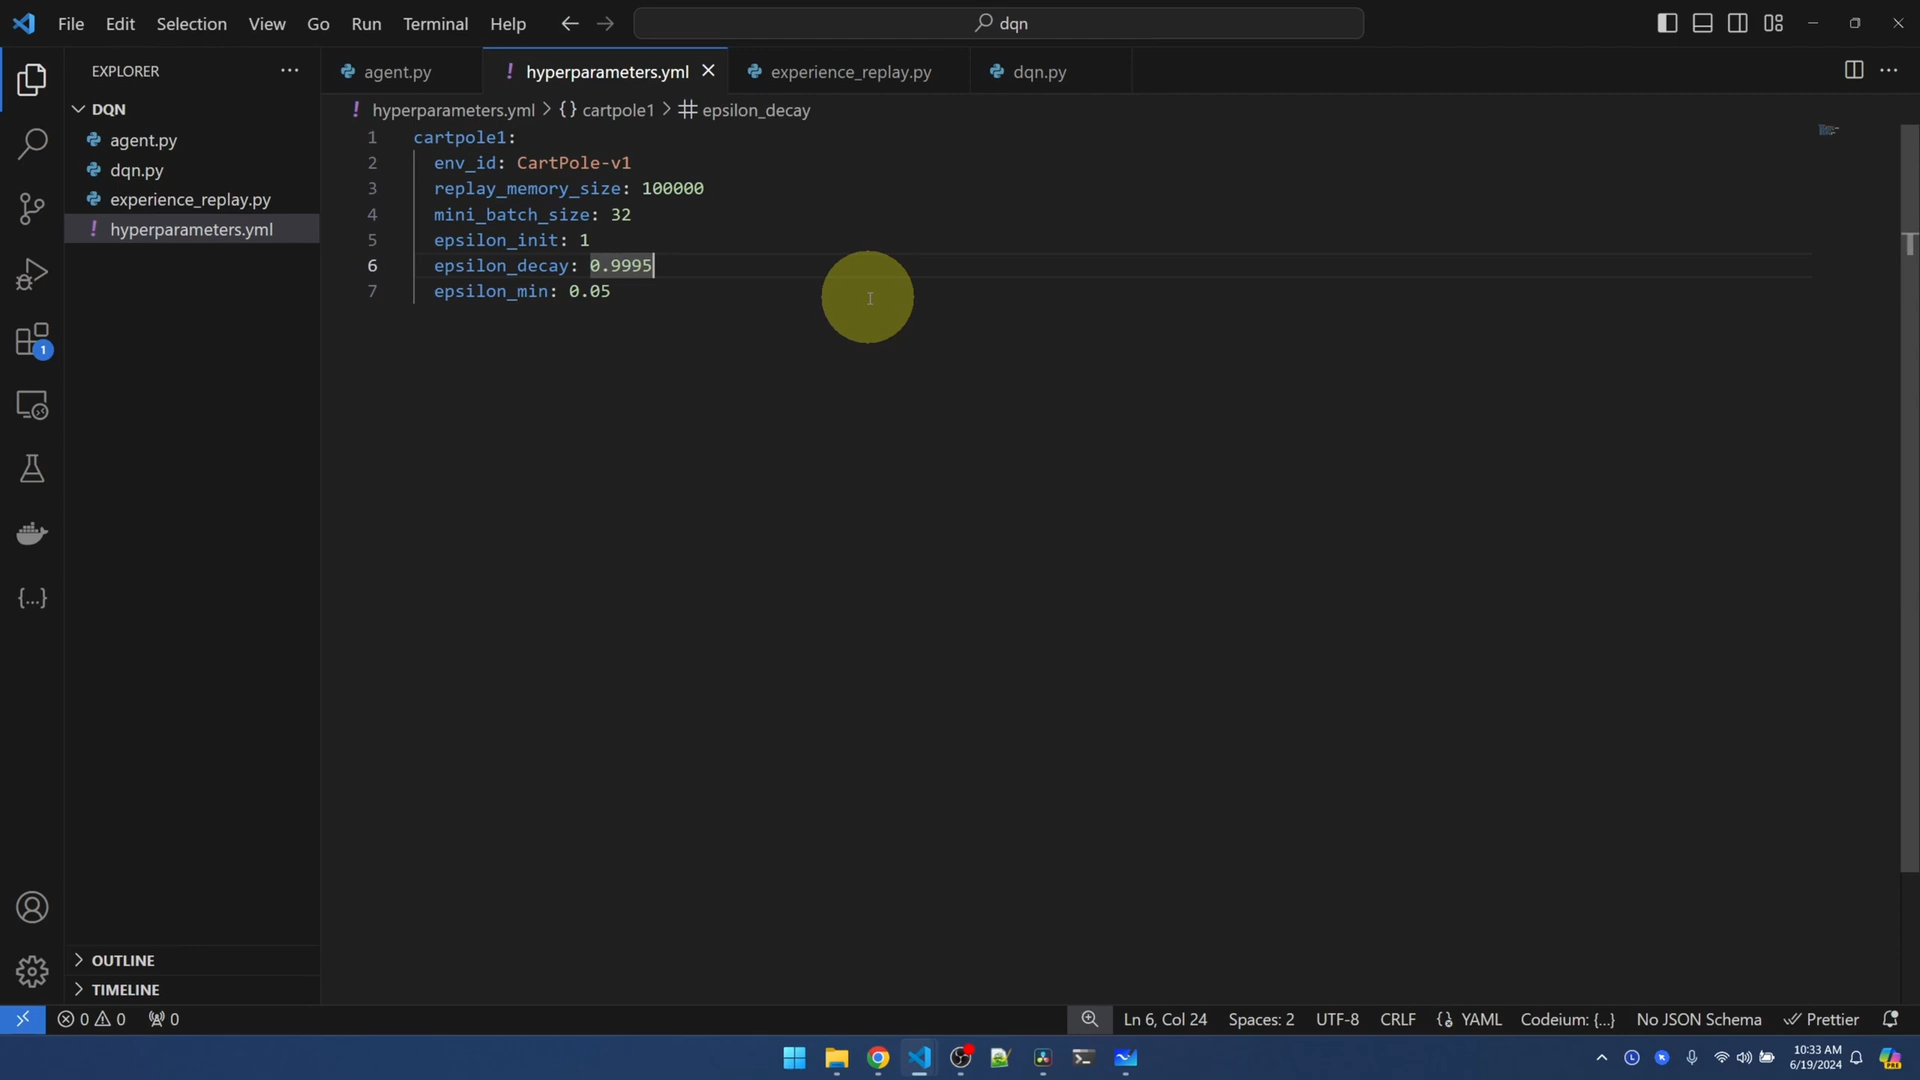 File Edit Selection View Go Run Terminal Help
dqn
EXPLORER
agent.py
hyperparameters.yml
experience_replay.py
dqn.py
DQN
agent.py
dqn.py
experience_replay.py
hyperparameters.yml
hyperparameters.yml > {} cartpole1 > epsilon_decay
1 cartpole1:
2 env_id: CartPole-v1
3 replay_memory_size: 100000
4 mini_batch_size: 32
5 epsilon_init: 1
6 epsilon_decay: 0.9995
7 epsilon_min: 0.05
1
{...}
OUTLINE
TIMELINE
0 0 0
Ln 6, Col 24 Spaces: 2 UTF-8 CRLF YAML Codeium: {...} No JSON Schema Prettier
10:33 AM
6/19/2024
PRE